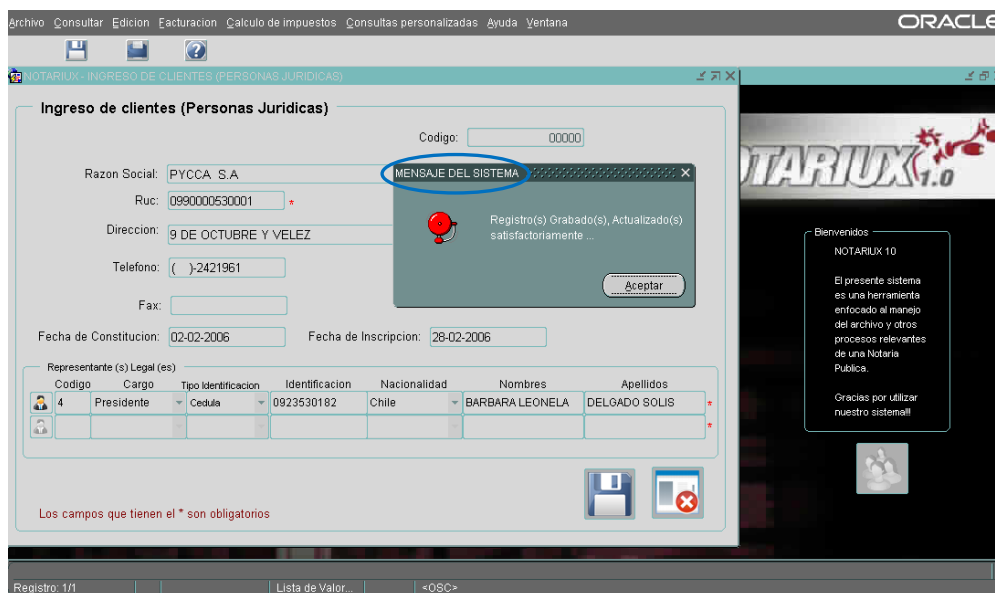 Archivo Consultar Edicion Facturacion Calculo de impuestos Consultas personalizadas Ayuda Ventana
ORACLE
NOTARIUX - INGRESO DE CLIENTES (PERSONAS JURIDICAS)
Ingreso de clientes (Personas Juridicas)
Codigo: 00000
Razon Social: PYCCA S.A
Ruc: 0990000530001 *
Direccion: 9 DE OCTUBRE Y VELEZ
Telefono: ( )-2421961
Fax:
Fecha de Constitucion: 02-02-2006 Fecha de Inscripcion: 28-02-2006
MENSAJE DEL SISTEMA
Registro(s) Grabado(s), Actualizado(s)
satisfactoriamente ...
Aceptar
Representante (s) Legal (es)
Codigo Cargo Tipo Identificacion Identificacion Nacionalidad Nombres Apellidos
4 Presidente Cedula 0923530182 Chile BARBARA LEONELA DELGADO SOLIS *
*
Los campos que tienen el * son obligatorios
OTARIUX 1.0
Bienvenidos
NOTARIUX 10
El presente sistema
es una herramienta
enfocado al manejo
del archivo y otros
procesos relevantes
de una Notaria
Publica.
Gracias por utilizar
nuestro sistema!!!
Registro: 1/1 Lista de Valor... <OSC>